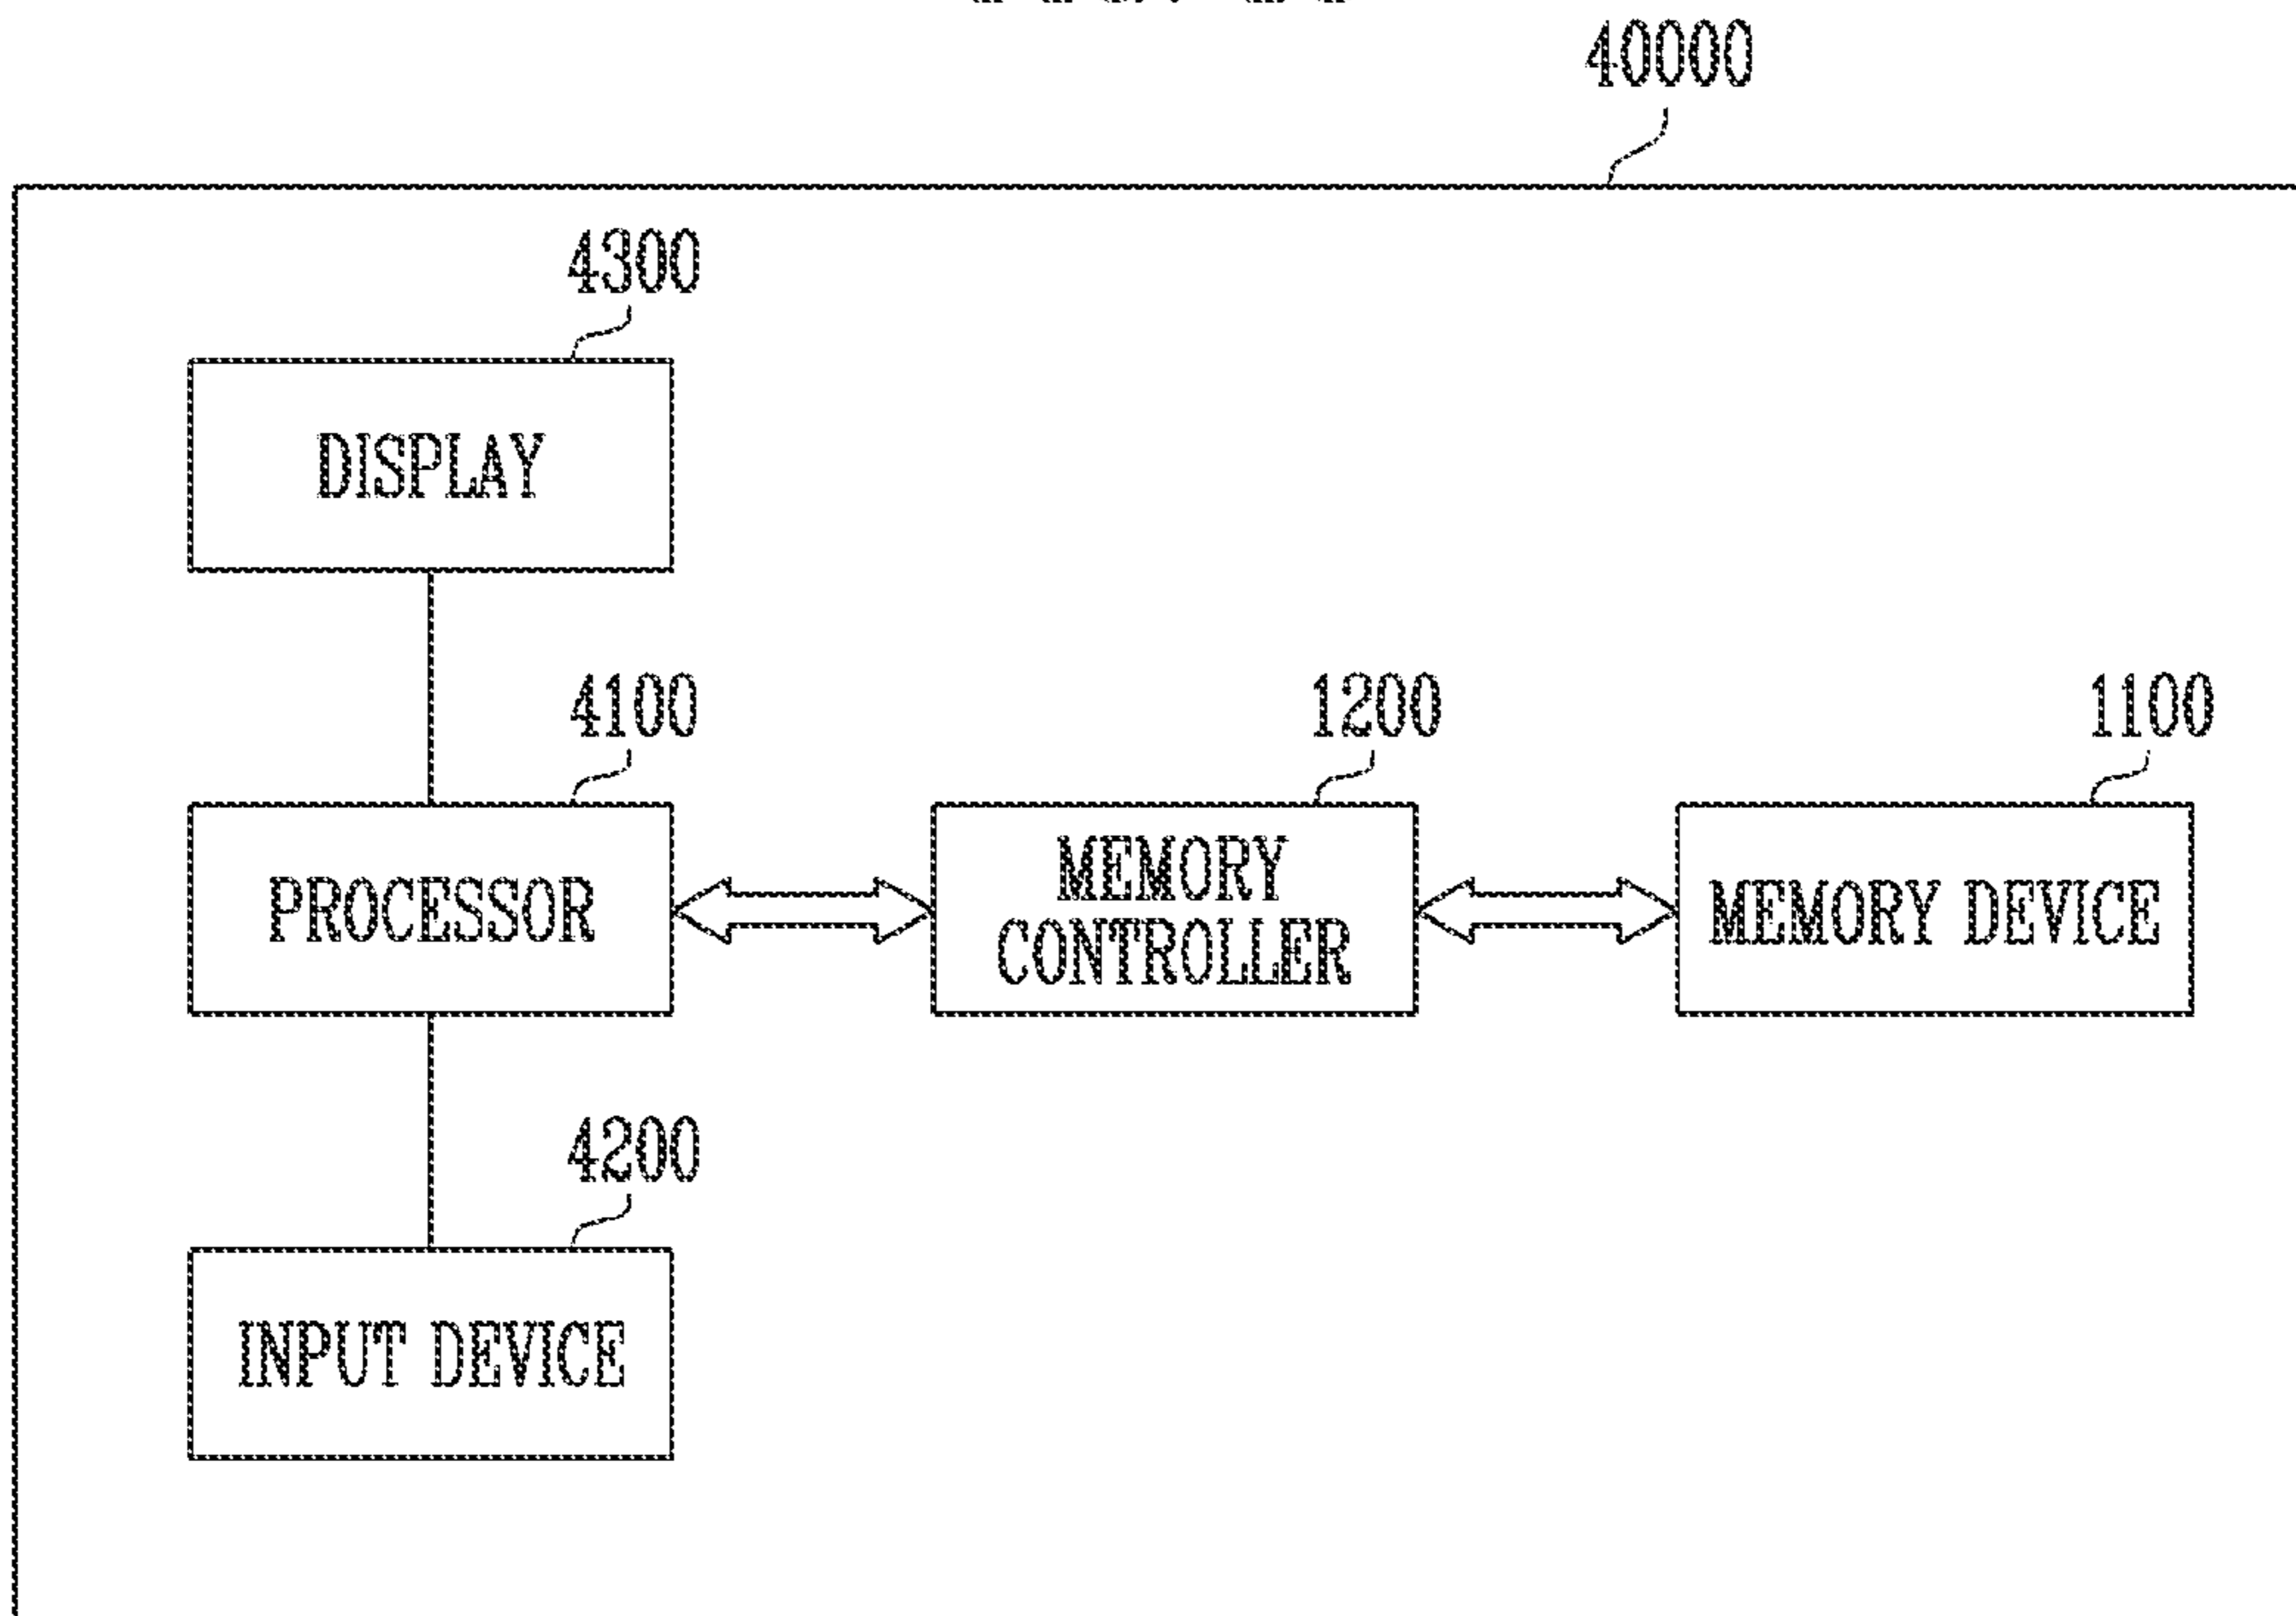 40000
4300
DISPLAY
4100
1200
1100
PROCESSOR
MEMORY
CONTROLLER
MEMORY DEVICE
4200
INPUT DEVICE